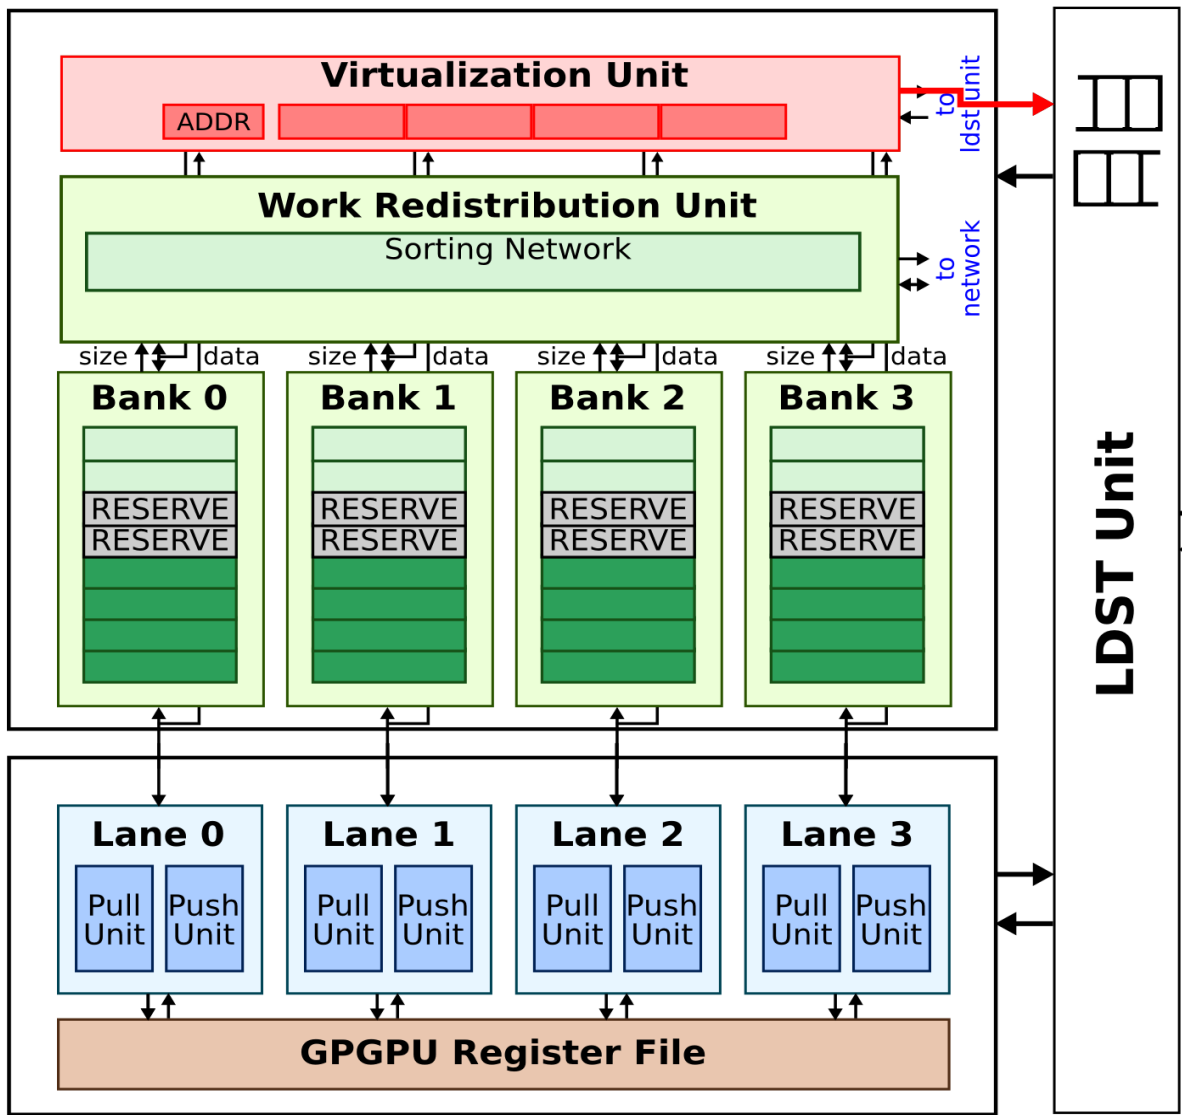 Virtualization Unit
ADDR
to
ldst unit
Work Redistribution Unit
Sorting Network
to
network
size data size data size data size data
Bank 0 Bank 1 Bank 2 Bank 3
RESERVE RESERVE RESERVE RESERVE
RESERVE RESERVE RESERVE RESERVE
LDST Unit
Lane 0 Lane 1 Lane 2 Lane 3
Pull Push Pull Push Pull Push Pull Push
Unit Unit Unit Unit Unit Unit Unit Unit
GPGPU Register File